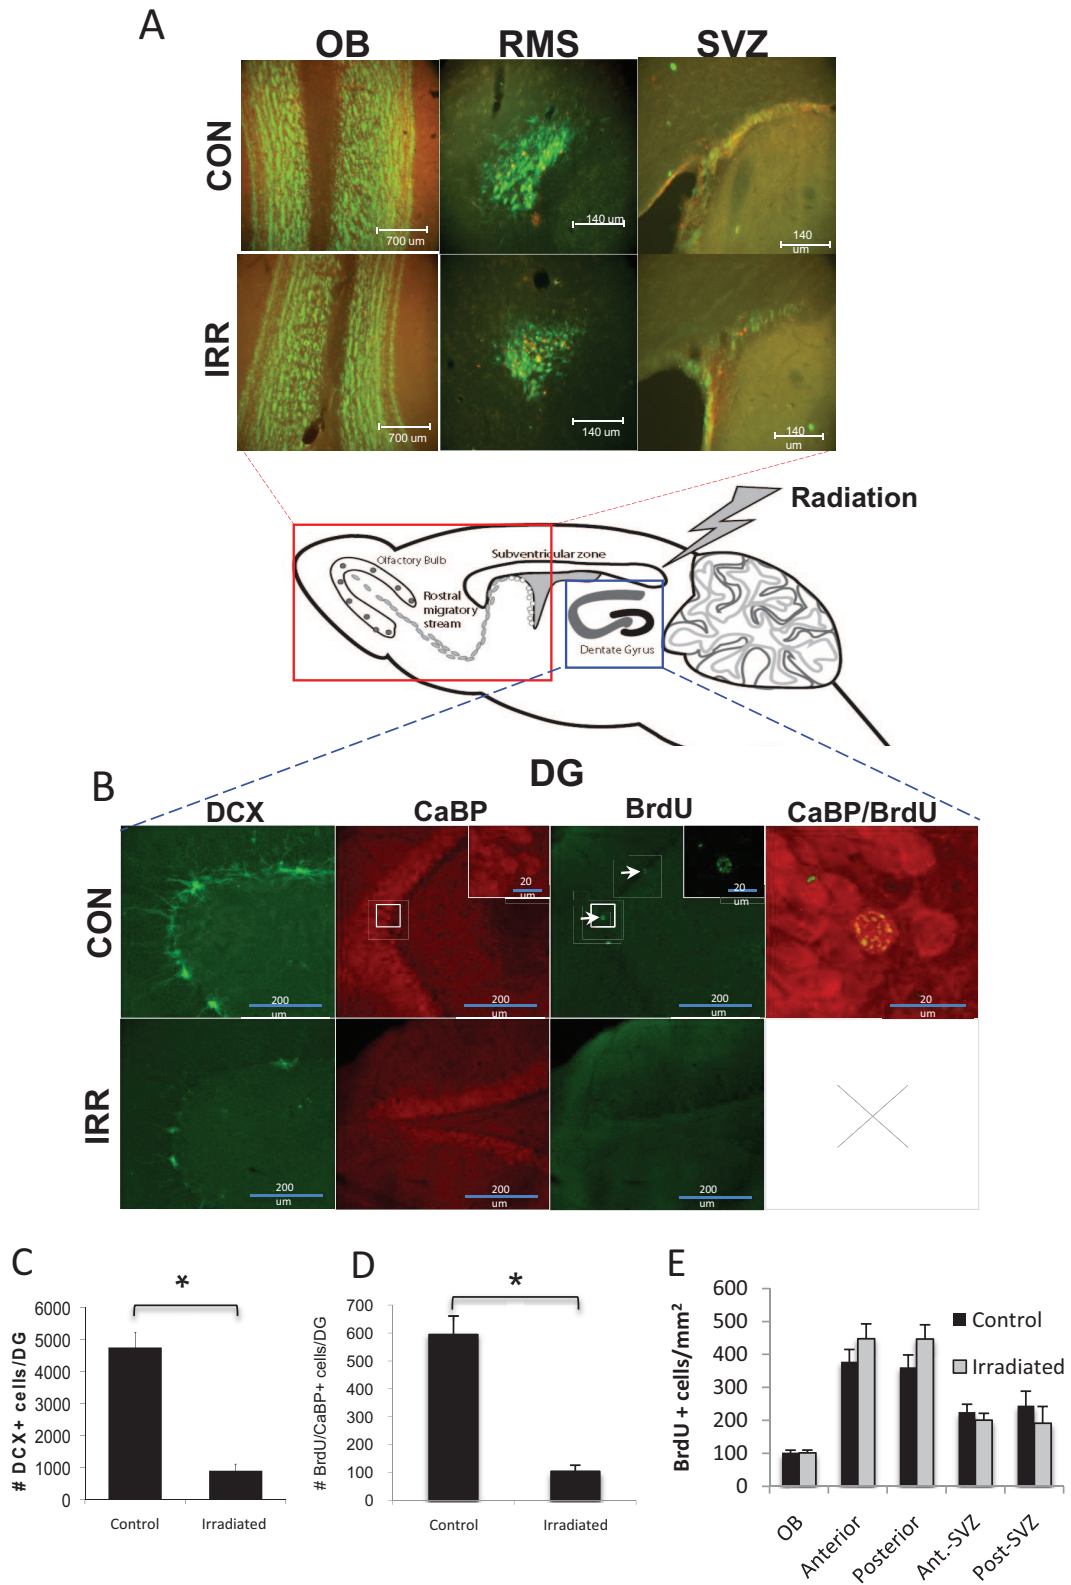 A
OB RMS SVZ
CON
700 um
140 um
140
um
IRR
700 um
140 um
140
um
Radiation
Olfactory Bulb
Subventricular zone
Rostral
migratory
stream
Dentate Gyrus
DG
B
DCX CaBP BrdU CaBP/BrdU
CON
20
um
20
um
200
um
200
um
200
um
20
um
IRR
200
um
200
um
200
um
C
*
# DCX+ cells/DG
6000
5000
4000
3000
2000
1000
0
Control Irradiated
D
*
# BrdU/CaBP+ cells/DG
700
600
500
400
300
200
100
0
Control Irradiated
E
BrdU + cells/mm²
600
500
400
300
200
100
0
Control
Irradiated
OB
Anterior
Posterior
Ant.-SVZ
Post-SVZ